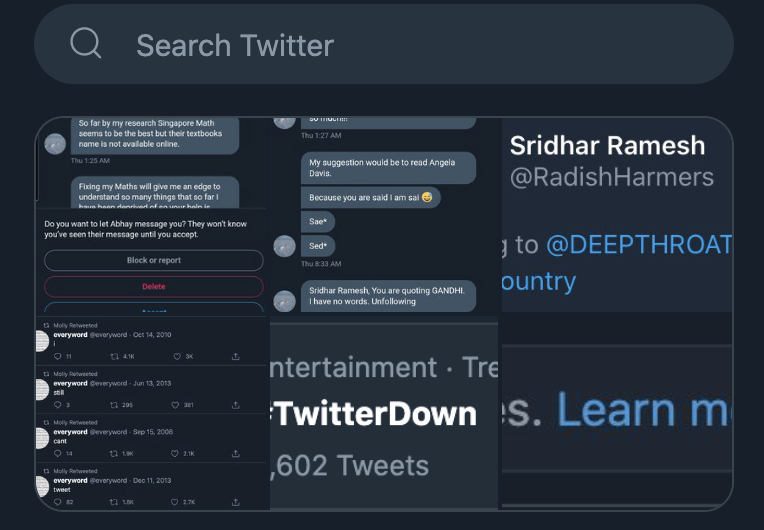 Search Twitter
So far by my research Singapore Math
seems to be the best but their textbooks
name is not available online.
Thu 1:25 AM
Fixing my Maths will give me an edge to
understand so many things that so far I
have been deprived of so your help is
Do you want to let Abhay message you? They won't know
you've seen their message until you accept.
Block or report
Delete
Accept
so much!!!
Thu 1:27 AM
My suggestion would be to read Angela
Davis.
Because you are said I am sai 😅
Sae*
Sed*
Thu 8:33 AM
Sridhar Ramesh, You are quoting GANDHI.
I have no words. Unfollowing
Sridhar Ramesh
@RadishHarmers
g to @DEEPTHROAT
ountry
Molly Retweeted
everyword @everyword · Oct 14, 2010
i
11 4.1K 3K
Molly Retweeted
everyword @everyword · Jun 13, 2013
still
3 295 381
Molly Retweeted
everyword @everyword · Sep 15, 2008
cant
14 1.9K 2.1K
Molly Retweeted
everyword @everyword · Dec 11, 2013
tweet
82 1.8K 2.7K
ntertainment · Tre
#TwitterDown
,602 Tweets
es. Learn m